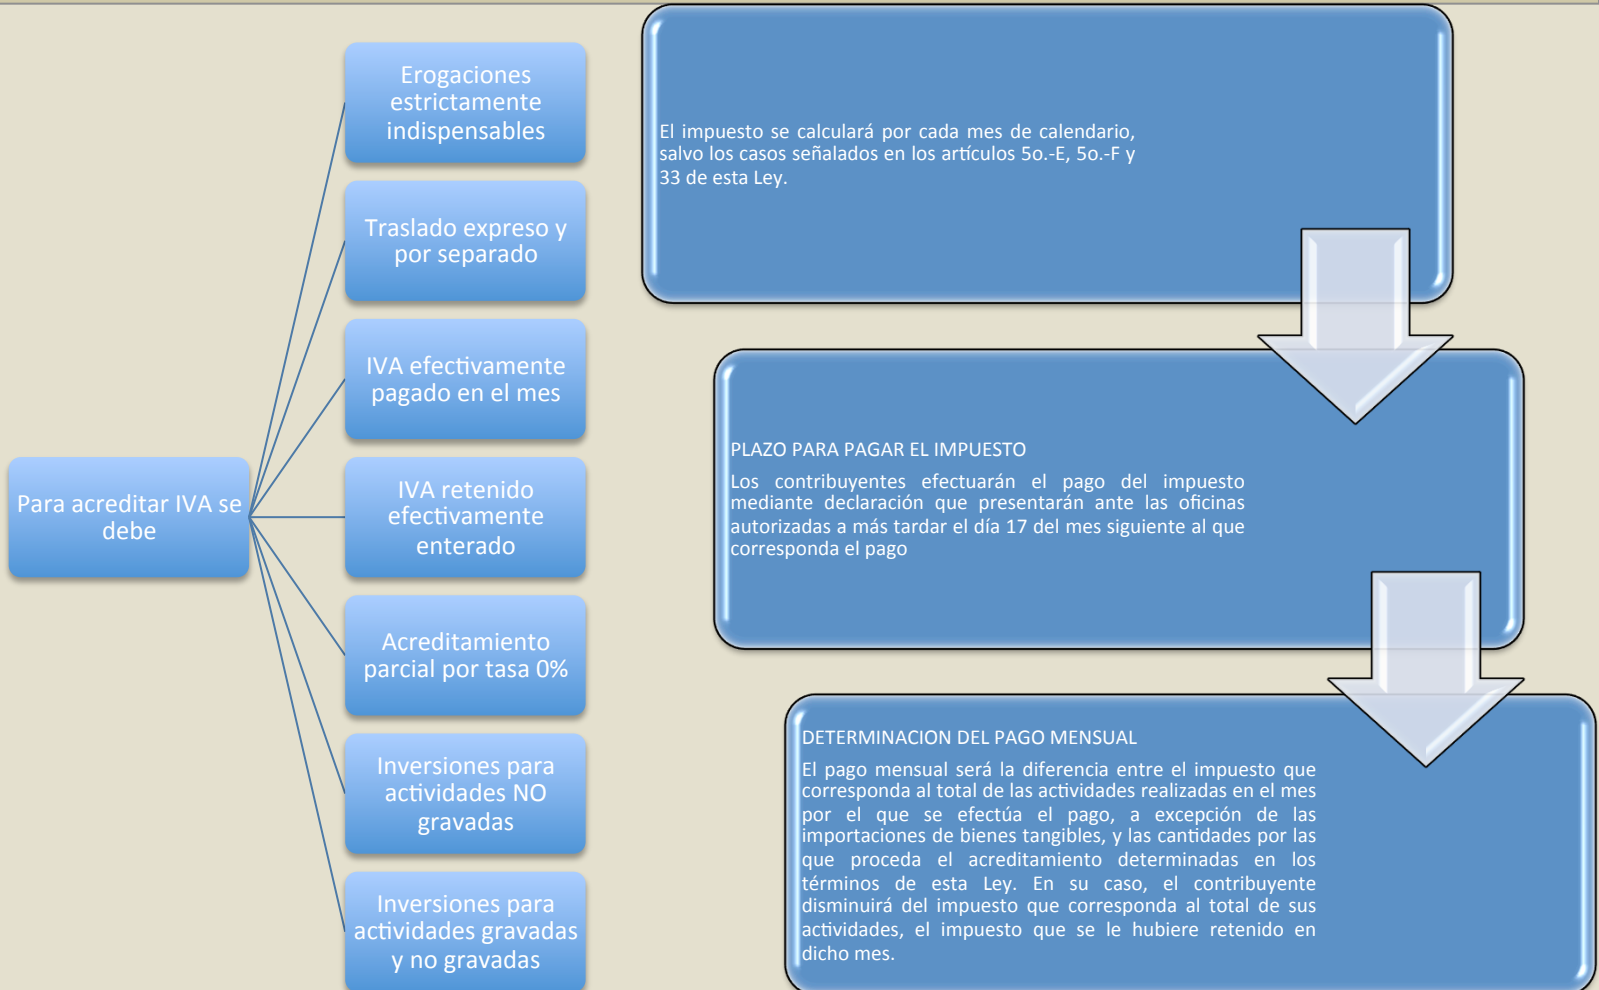 Para acreditar IVA se
debe
Erogaciones
estrictamente
indispensables
Traslado expreso y
por separado
IVA efectivamente
pagado en el mes
IVA retenido
efectivamente
enterado
Acreditamiento
parcial por tasa 0%
Inversiones para
actividades NO
gravadas
Inversiones para
actividades gravadas
y no gravadas
El impuesto se calculará por cada mes de calendario,
salvo los casos señalados en los artículos 5o.-E, 5o.-F y
33 de esta Ley.
PLAZO PARA PAGAR EL IMPUESTO
Los contribuyentes efectuarán el pago del impuesto
mediante declaración que presentarán ante las oficinas
autorizadas a más tardar el día 17 del mes siguiente al que
corresponda el pago
DETERMINACION DEL PAGO MENSUAL
El pago mensual será la diferencia entre el impuesto que
corresponda al total de las actividades realizadas en el mes
por el que se efectúa el pago, a excepción de las
importaciones de bienes tangibles, y las cantidades por las
que proceda el acreditamiento determinadas en los
términos de esta Ley. En su caso, el contribuyente
disminuirá del impuesto que corresponda al total de sus
actividades, el impuesto que se le hubiere retenido en
dicho mes.